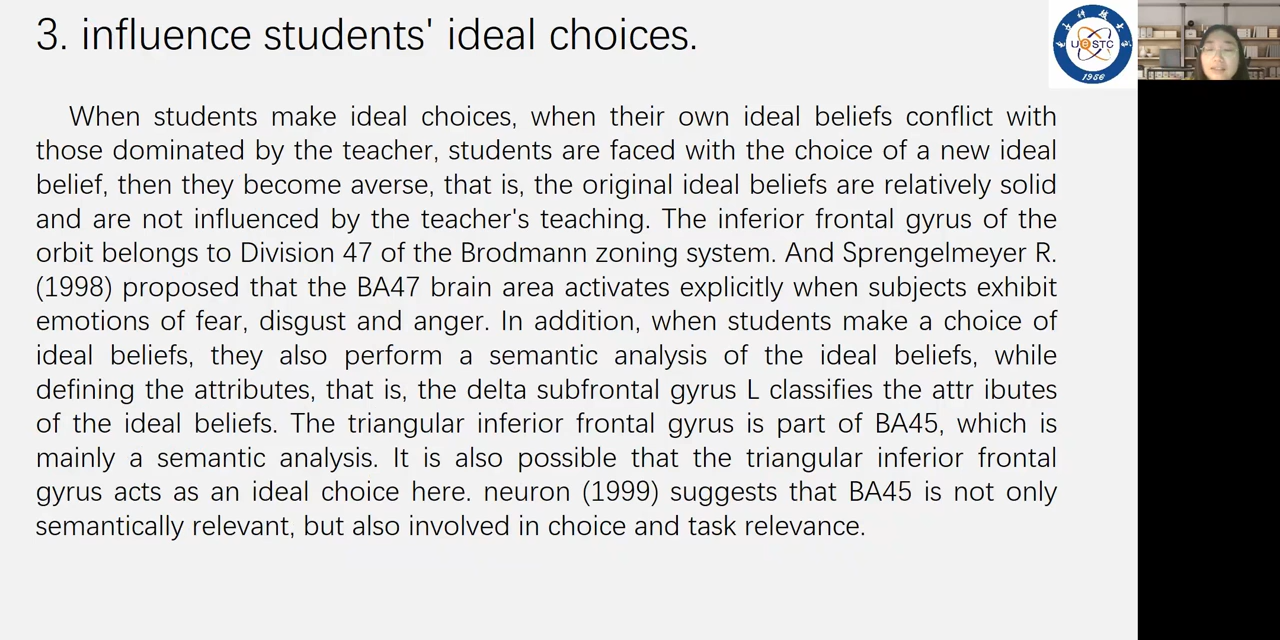 3. influence students' ideal choices.
When students make ideal choices, when their own ideal beliefs conflict with
those dominated by the teacher, students are faced with the choice of a new ideal
belief, then they become averse, that is, the original ideal beliefs are relatively solid
and are not influenced by the teacher's teaching. The inferior frontal gyrus of the
orbit belongs to Division 47 of the Brodmann zoning system. And Sprengelmeyer R.
(1998) proposed that the BA47 brain area activates explicitly when subjects exhibit
emotions of fear, disgust and anger. In addition, when students make a choice of
ideal beliefs, they also perform a semantic analysis of the ideal beliefs, while
defining the attributes, that is, the delta subfrontal gyrus L classifies the attr ibutes
of the ideal beliefs. The triangular inferior frontal gyrus is part of BA45, which is
mainly a semantic analysis. It is also possible that the triangular inferior frontal
gyrus acts as an ideal choice here. neuron (1999) suggests that BA45 is not only
semantically relevant, but also involved in choice and task relevance.
UESTC
1956